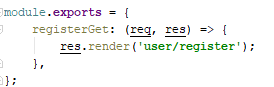 module.exports = {
    registerGet: (req, res) => {
        res.render('user/register');
    },
};